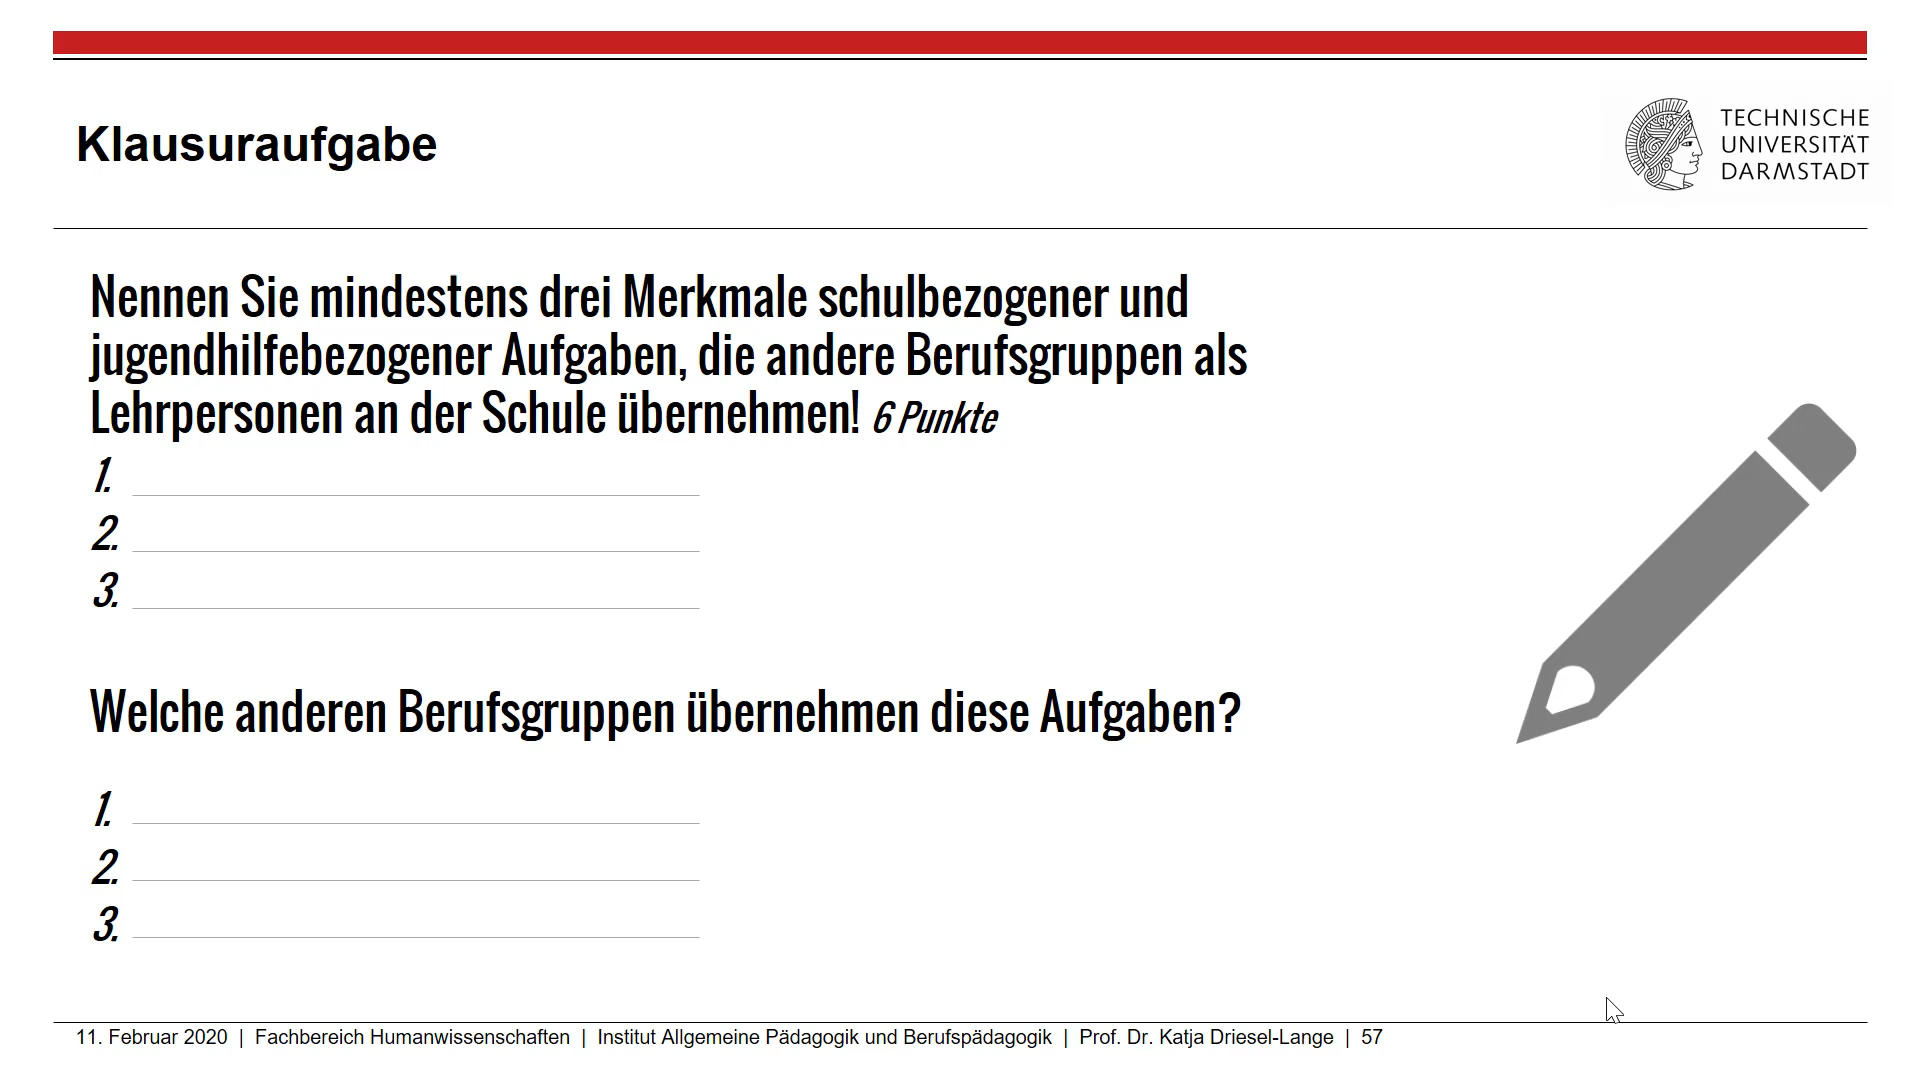 Klausuraufgabe
TECHNISCHE
UNIVERSITÄT
DARMSTADT
Nennen Sie mindestens drei Merkmale schulbezogener und
jugendhilfebezogener Aufgaben, die andere Berufsgruppen als
Lehrpersonen an der Schule übernehmen! 6 Punkte
1.
2.
3.
Welche anderen Berufsgruppen übernehmen diese Aufgaben?
1.
2.
3.
11. Februar 2020 | Fachbereich Humanwissenschaften | Institut Allgemeine Pädagogik und Berufspädagogik | Prof. Dr. Katja Driesel-Lange | 57